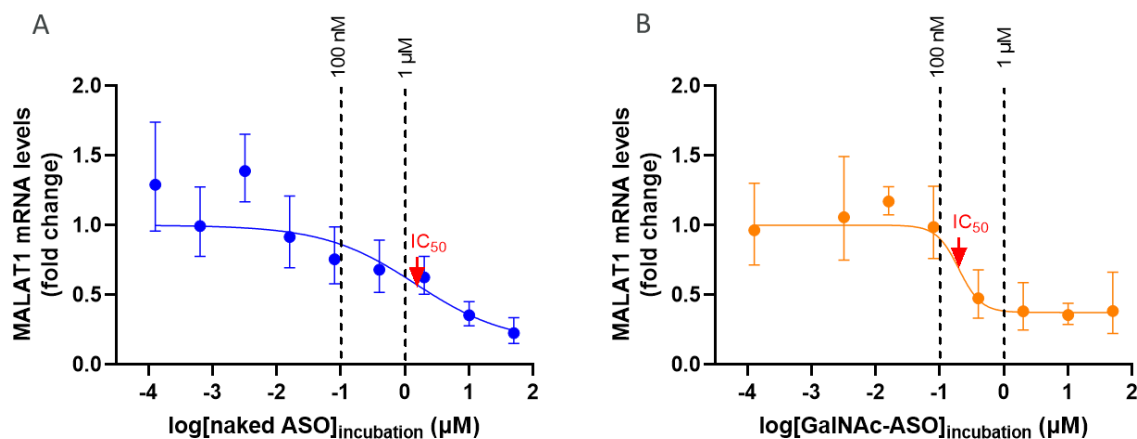 A
100 nM
1 µM
2.0
1.5
1.0
0.5
0.0
MALAT1 mRNA levels
(fold change)
IC50
-4 -3 -2 -1 0 1 2
log[naked ASO]incubation (µM)
B
100 nM
1 µM
2.0
1.5
1.0
0.5
0.0
MALAT1 mRNA levels
(fold change)
IC50
-4 -3 -2 -1 0 1 2
log[GalNAc-ASO]incubation (µM)